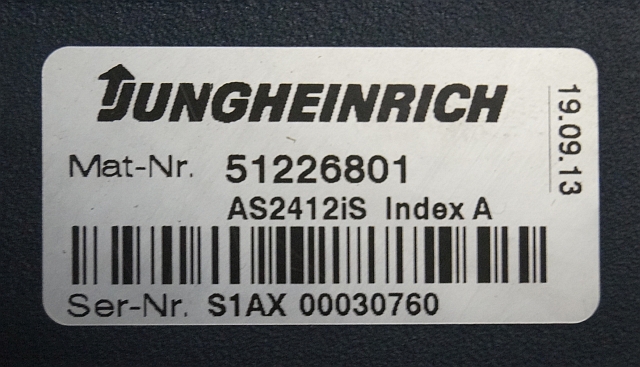 JUNGHEINRICH
19.09.13
Mat-Nr. 51226801
AS2412iS Index A
Ser-Nr. S1AX 00030760